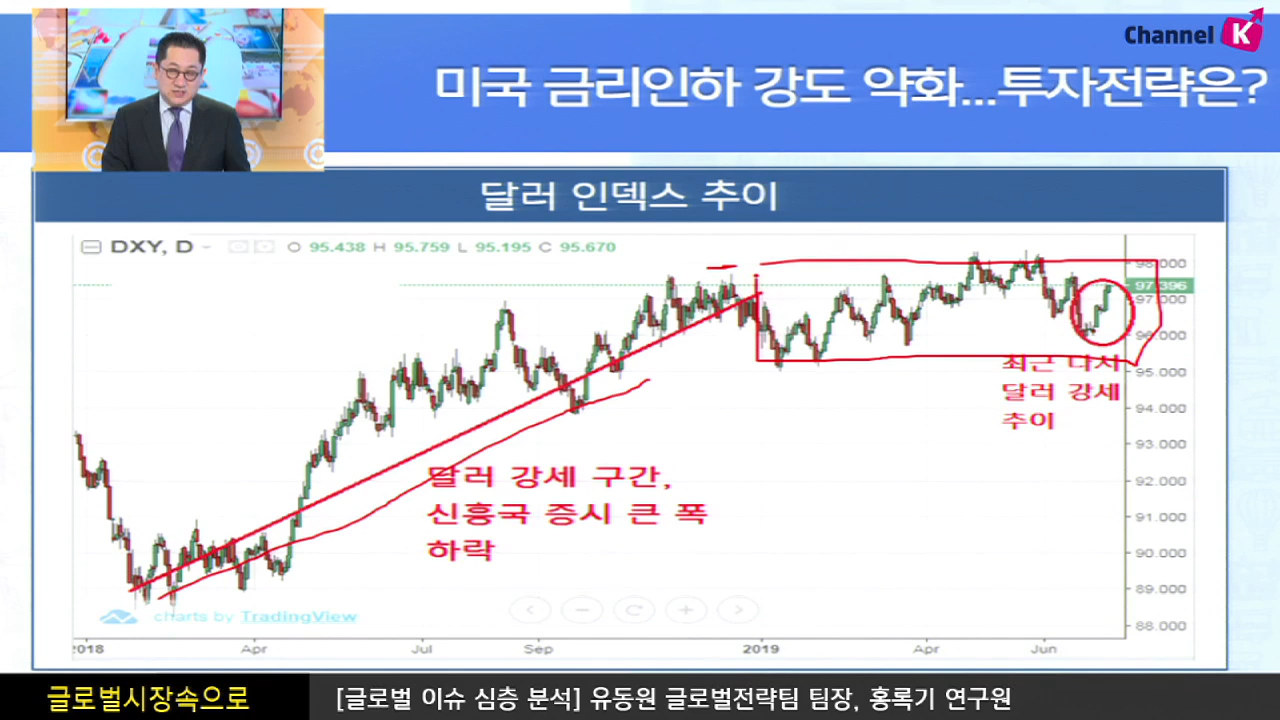 Channel K
미국 금리인하 강도 약화...투자전략은?
달러 인덱스 추이
DXY, D
O 95.438 H 95.759 L 95.195 C 95.670
98.000
97.396
97.000
96.000
95.000
94.000
93.000
92.000
91.000
90.000
89.000
88.000
최근 다시
달러 강세
추이
달러 강세 구간,
신흥국 증시 큰 폭
하락
charts by TradingView
2018 Apr Jul Sep 2019 Apr Jun
글로벌시장속으로
[글로벌 이슈 심층 분석] 유동원 글로벌전략팀 팀장, 홍록기 연구원